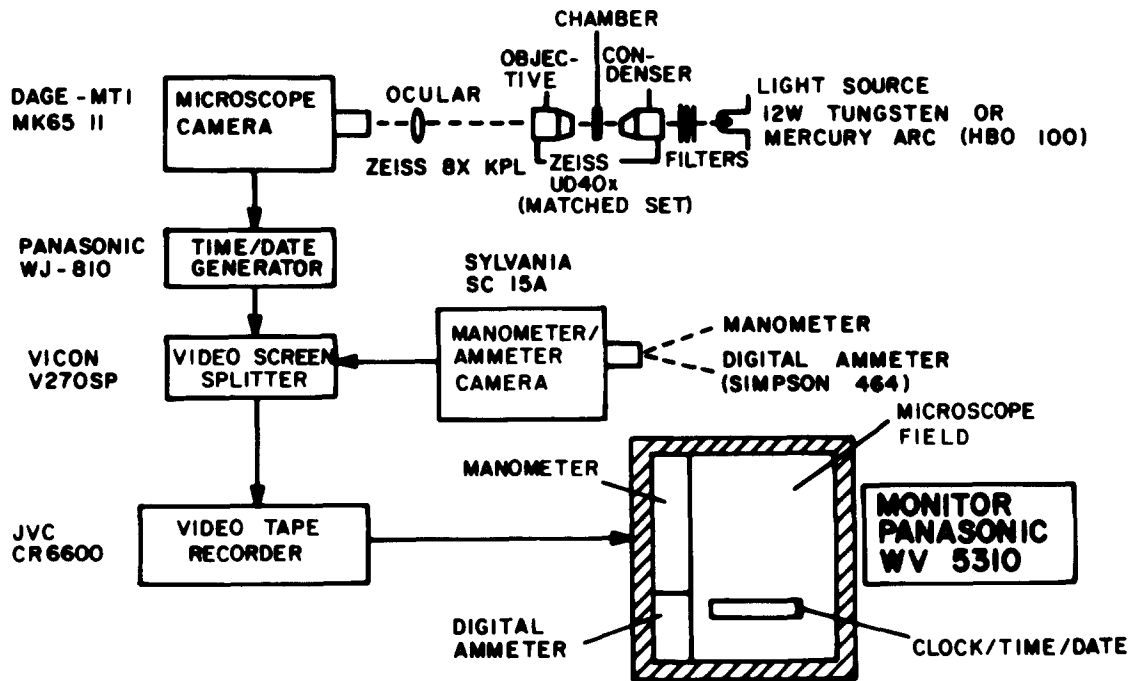 CHAMBER
OBJEC-
TIVE
CON-
DENSER
LIGHT SOURCE
12W TUNGSTEN OR
MERCURY ARC (HBO 100)
DAGE-MTI
MK65 II
MICROSCOPE
CAMERA
OCULAR
ZEISS 8X KPL
ZEISS
UD40x
(MATCHED SET)
FILTERS
PANASONIC
WJ-810
TIME/DATE
GENERATOR
SYLVANIA
SC 15A
VICON
V270SP
VIDEO SCREEN
SPLITTER
MANOMETER/
AMMETER
CAMERA
MANOMETER
DIGITAL AMMETER
(SIMPSON 464)
MICROSCOPE
FIELD
MANOMETER
JVC
CR6600
VIDEO TAPE
RECORDER
MONITOR
PANASONIC
WV 5310
DIGITAL
AMMETER
CLOCK/TIME/DATE